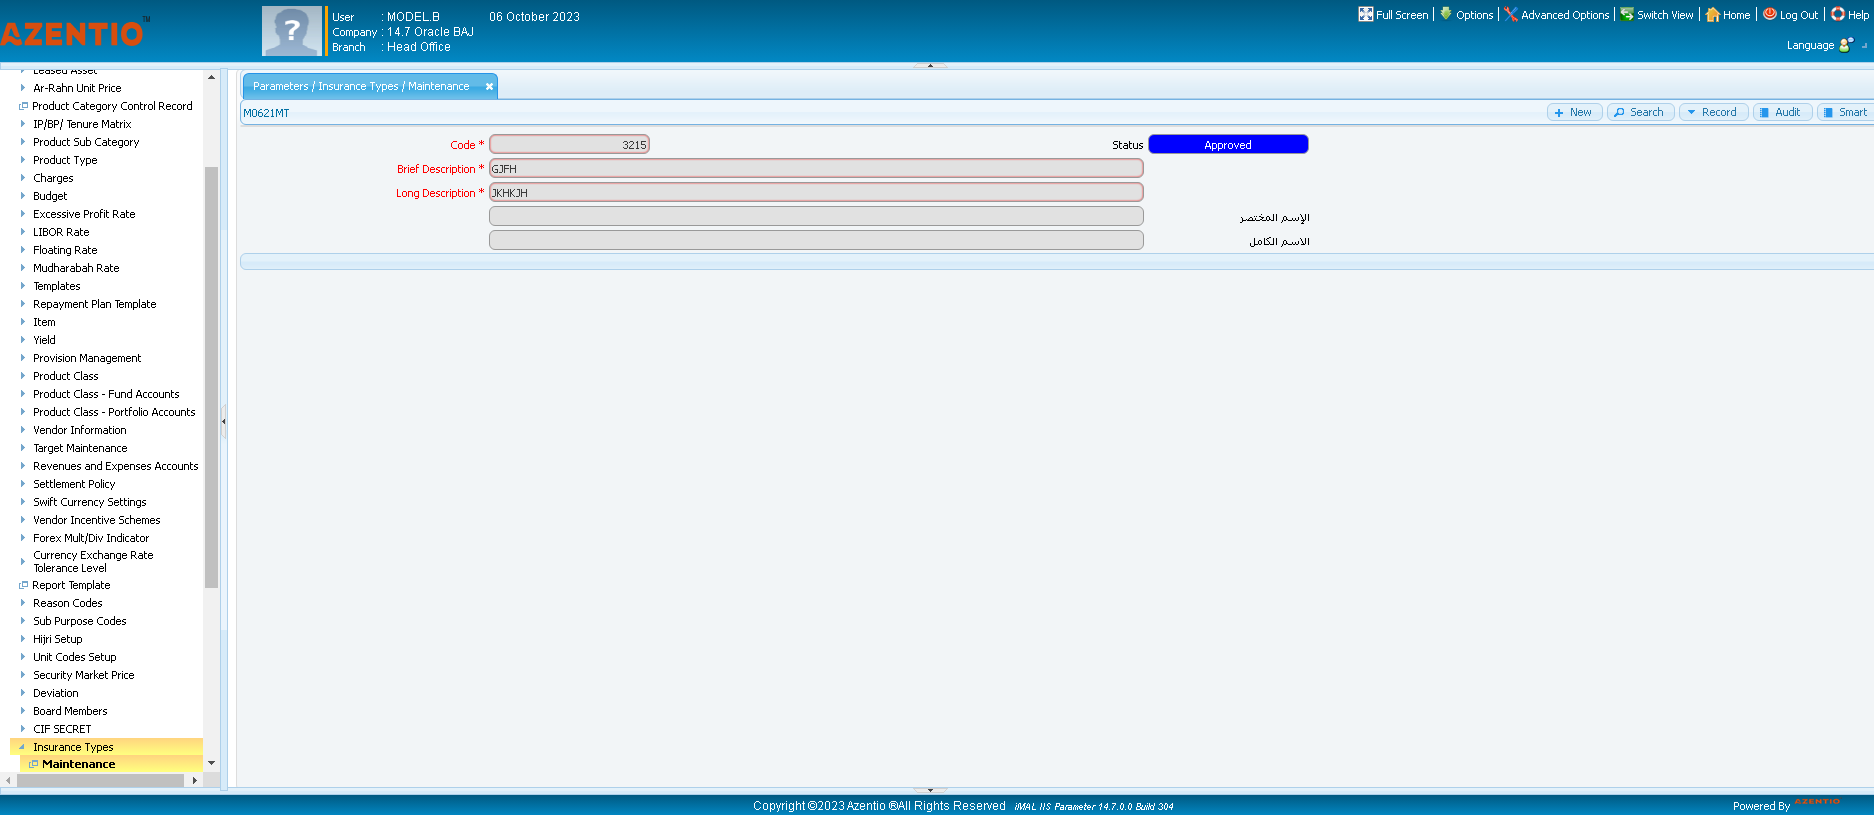 AZENTIO™
User : MODEL.B 06 October 2023
Company : 14.7 Oracle BAJ
Branch : Head Office
Full Screen Options Advanced Options Switch View Home Log Out Help
Language
Leased Asset
Ar-Rahn Unit Price
Product Category Control Record
IP/BP/ Tenure Matrix
Product Sub Category
Product Type
Charges
Budget
Excessive Profit Rate
LIBOR Rate
Floating Rate
Mudharabah Rate
Templates
Repayment Plan Template
Item
Yield
Provision Management
Product Class
Product Class - Fund Accounts
Product Class - Portfolio Accounts
Vendor Information
Target Maintenance
Revenues and Expenses Accounts
Settlement Policy
Swift Currency Settings
Vendor Incentive Schemes
Forex Mult/Div Indicator
Currency Exchange Rate
Tolerance Level
Report Template
Reason Codes
Sub Purpose Codes
Hijri Setup
Unit Codes Setup
Security Market Price
Deviation
Board Members
CIF SECRET
Insurance Types
Maintenance
Parameters / Insurance Types / Maintenance
M0621MT
New Search Record Audit Smart
Code * 3215 Status Approved
Brief Description * GJFH
Long Description * JKHKJH
الإسم المختصر
الاسم الكامل
Copyright ©2023 Azentio ®All Rights Reserved iMAL IIS Parameter 14.7.0.0 Build 304
Powered By AZENTIO